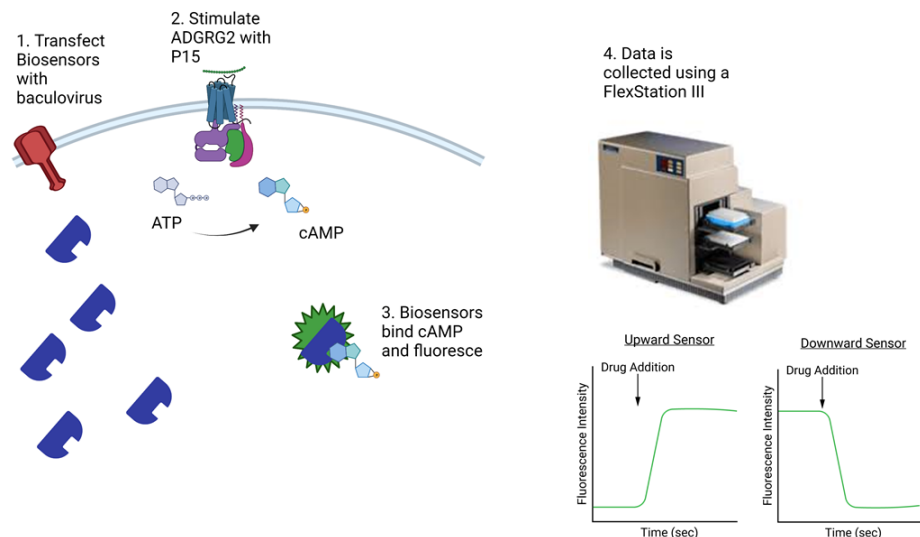 1. Transfect
Biosensors
with
baculovirus
2. Stimulate
ADGRG2 with
P15
ATP
cAMP
3. Biosensors
bind cAMP
and fluoresce
4. Data is
collected using a
FlexStation III
Upward Sensor
Drug Addition
Fluorescence Intensity
Time (sec)
Downward Sensor
Drug Addition
Fluorescence Intensity
Time (sec)